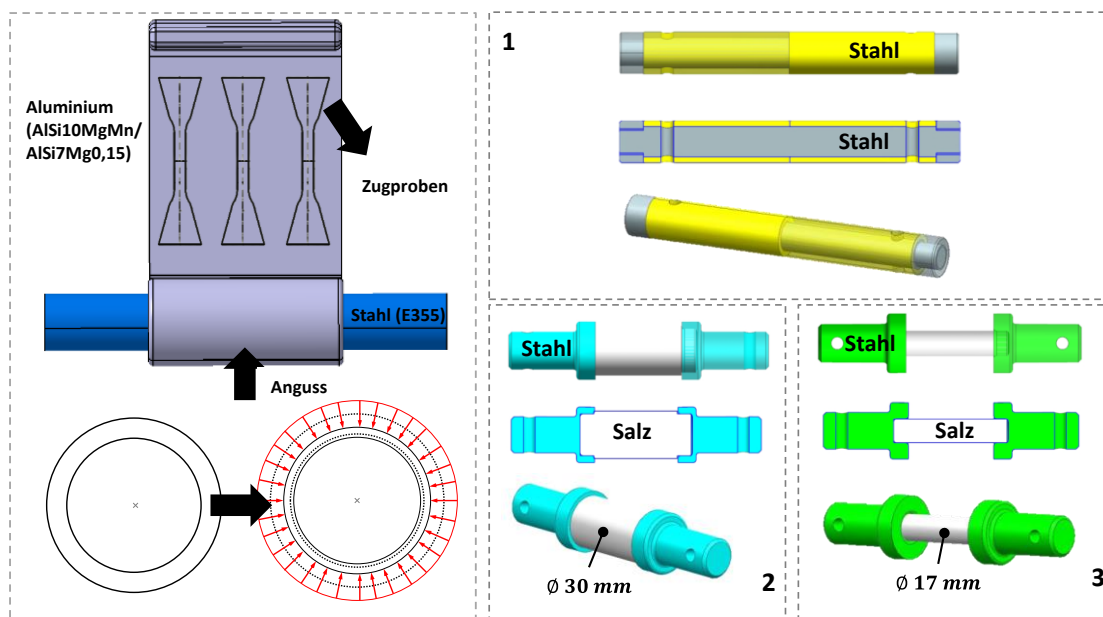 Aluminium
(AlSi10MgMn/
AlSi7Mg0,15)
Zugproben
Stahl (E355)
Anguss
1
Stahl
Stahl
Stahl
Salz
Ø 30 mm
2
Stahl
Salz
Ø 17 mm
3